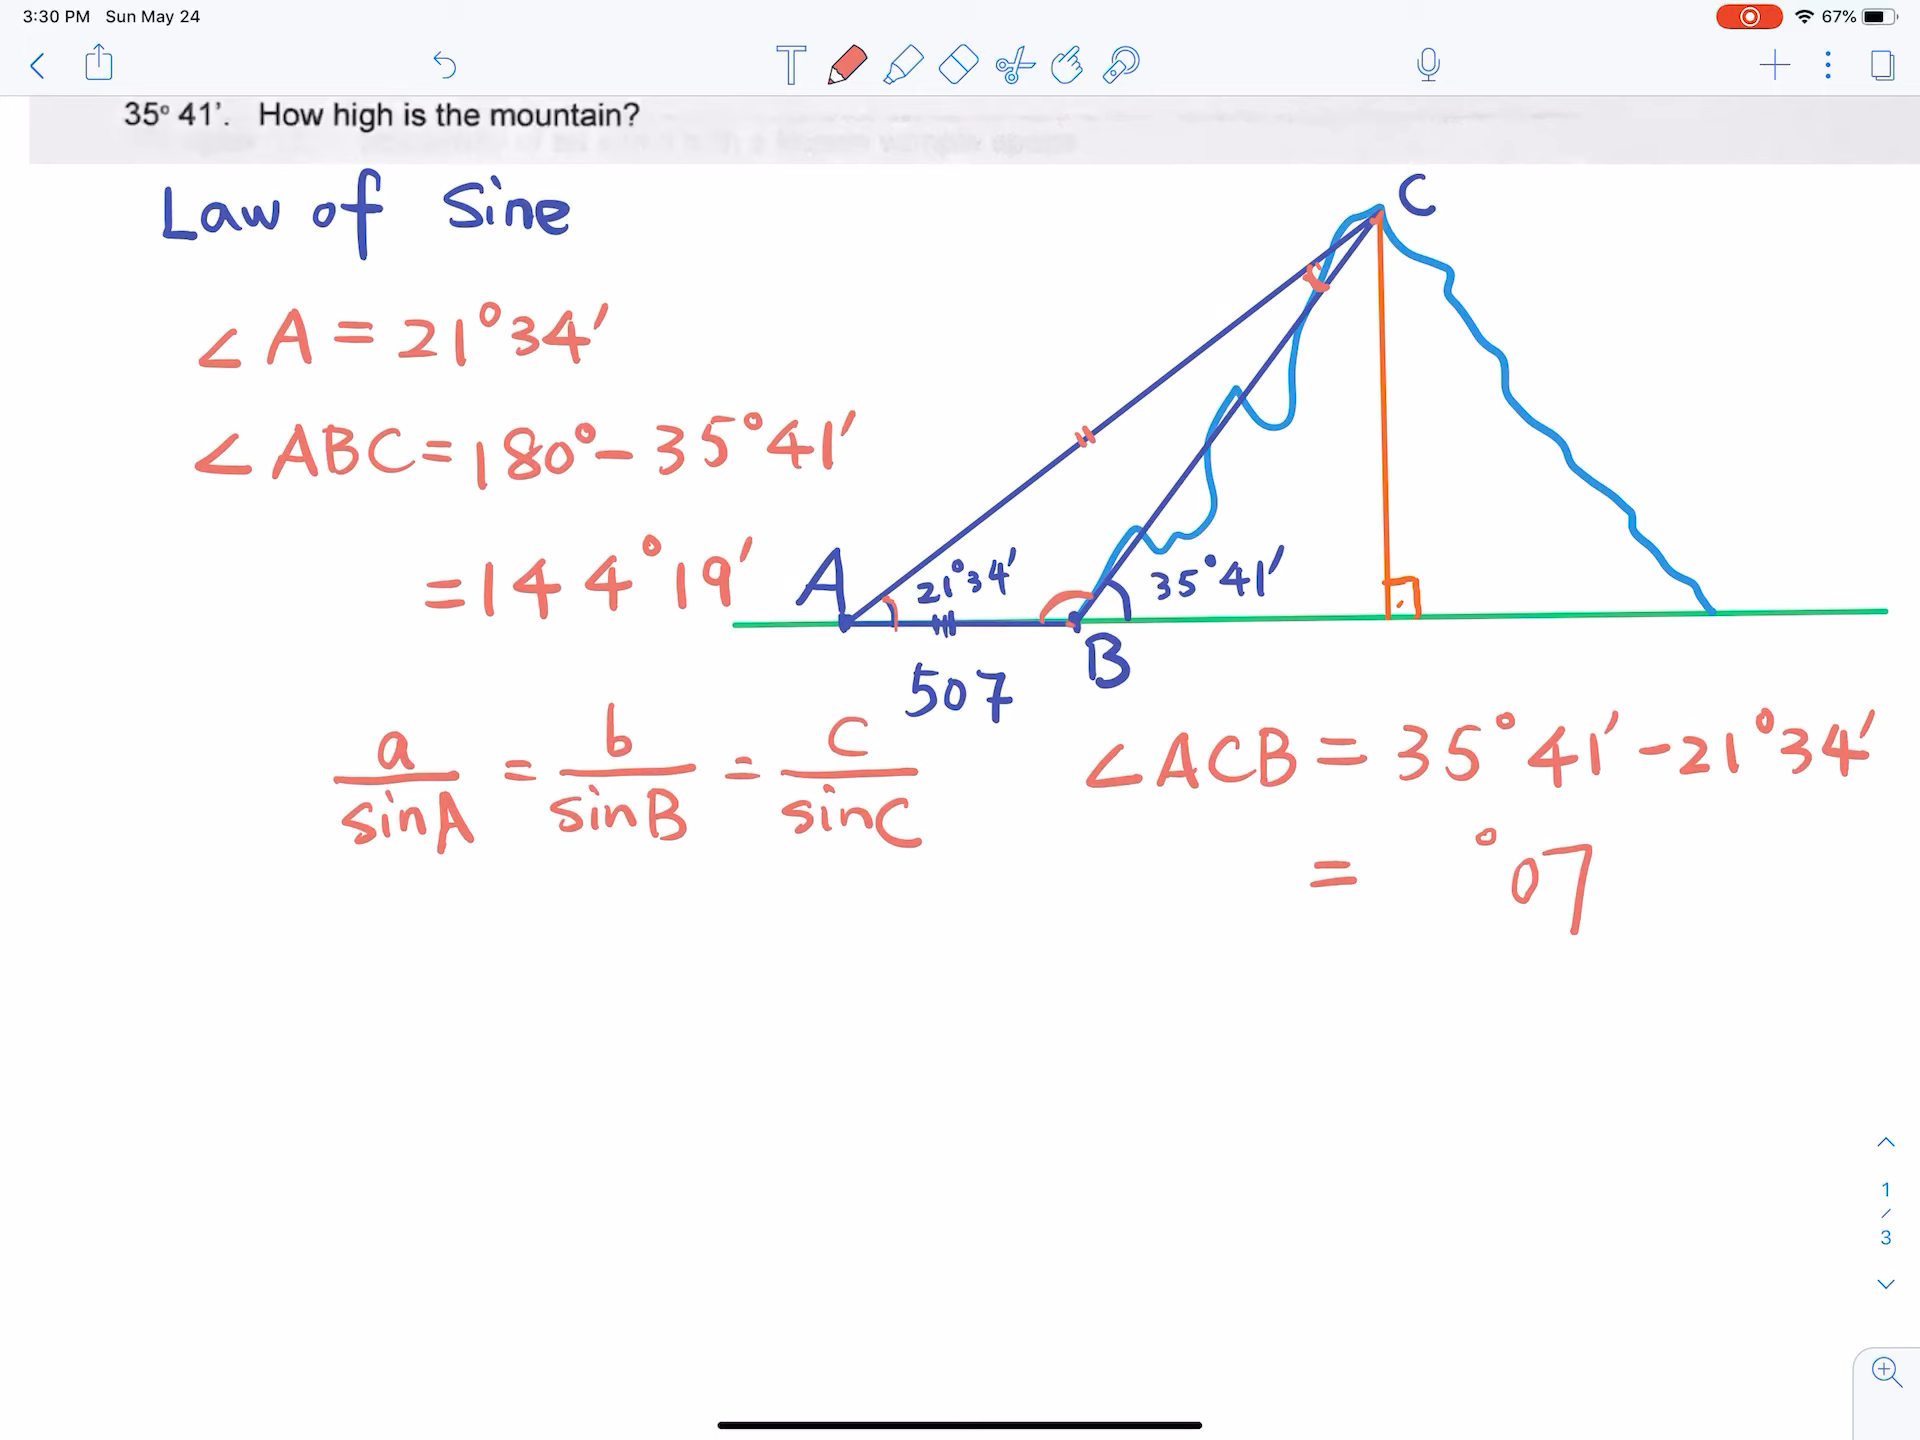 3:30 PM Sun May 24
67%
35° 41’. How high is the mountain?
Law of Sine
C
∠A = 21°34'
∠ABC = 180° - 35°41'
= 144°19'
A
21°34'
35°41'
B
507
a/sinA = b/sinB = c/sinC
∠ACB = 35°41' - 21°34'
= °07
1
/
3